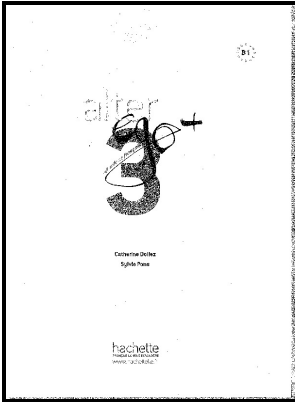 B1
alter
ego +
3
Catherine Dollez
Sylvie Pons
hachette
FRANÇAIS LANGUE ÉTRANGÈRE
www.hachettefle.fr